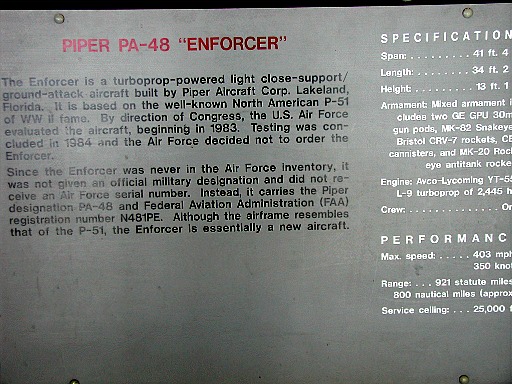 PIPER PA-48 "ENFORCER"
The Enforcer is a turboprop-powered light close-support/
ground-attack aircraft built by Piper Aircraft Corp. Lakeland,
Florida. It is based on the well-known North American P-51
of WW II fame. By direction of Congress, the U.S. Air Force
evaluated the aircraft, beginning in 1983. Testing was con-
cluded in 1984 and the Air Force decided not to order the
Enforcer.
Since the Enforcer was never in the Air Force inventory, it
was not given an official military designation and did not re-
ceive an Air Force serial number. Instead, it carries the Piper
designation PA-48 and Federal Aviation Administration (FAA)
registration number N481PE. Although the airframe resembles
that of the P-51, the Enforcer is essentially a new aircraft.
SPECIFICATION
Span: . . . . . . . . . 41 ft. 4
Length: . . . . . . . . 34 ft. 2
Height: . . . . . . . . 13 ft. 1
Armament: Mixed armament i
cludes two GE GPU 30m
gun pods, MK-82 Snakeye
Bristol CRV-7 rockets, CB
cannisters, and MK-20 Rock
eye antitank rocke
Engine: Avco-Lycoming YT-55
L-9 turboprop of 2,445 h
Crew: . . . . . . . . . . . . On
PERFORMANC
Max. speed: . . . . . 403 mph
350 knot
Range: . . . 921 statute miles
800 nautical miles (approx
Service ceiling: . . . 25,000 f